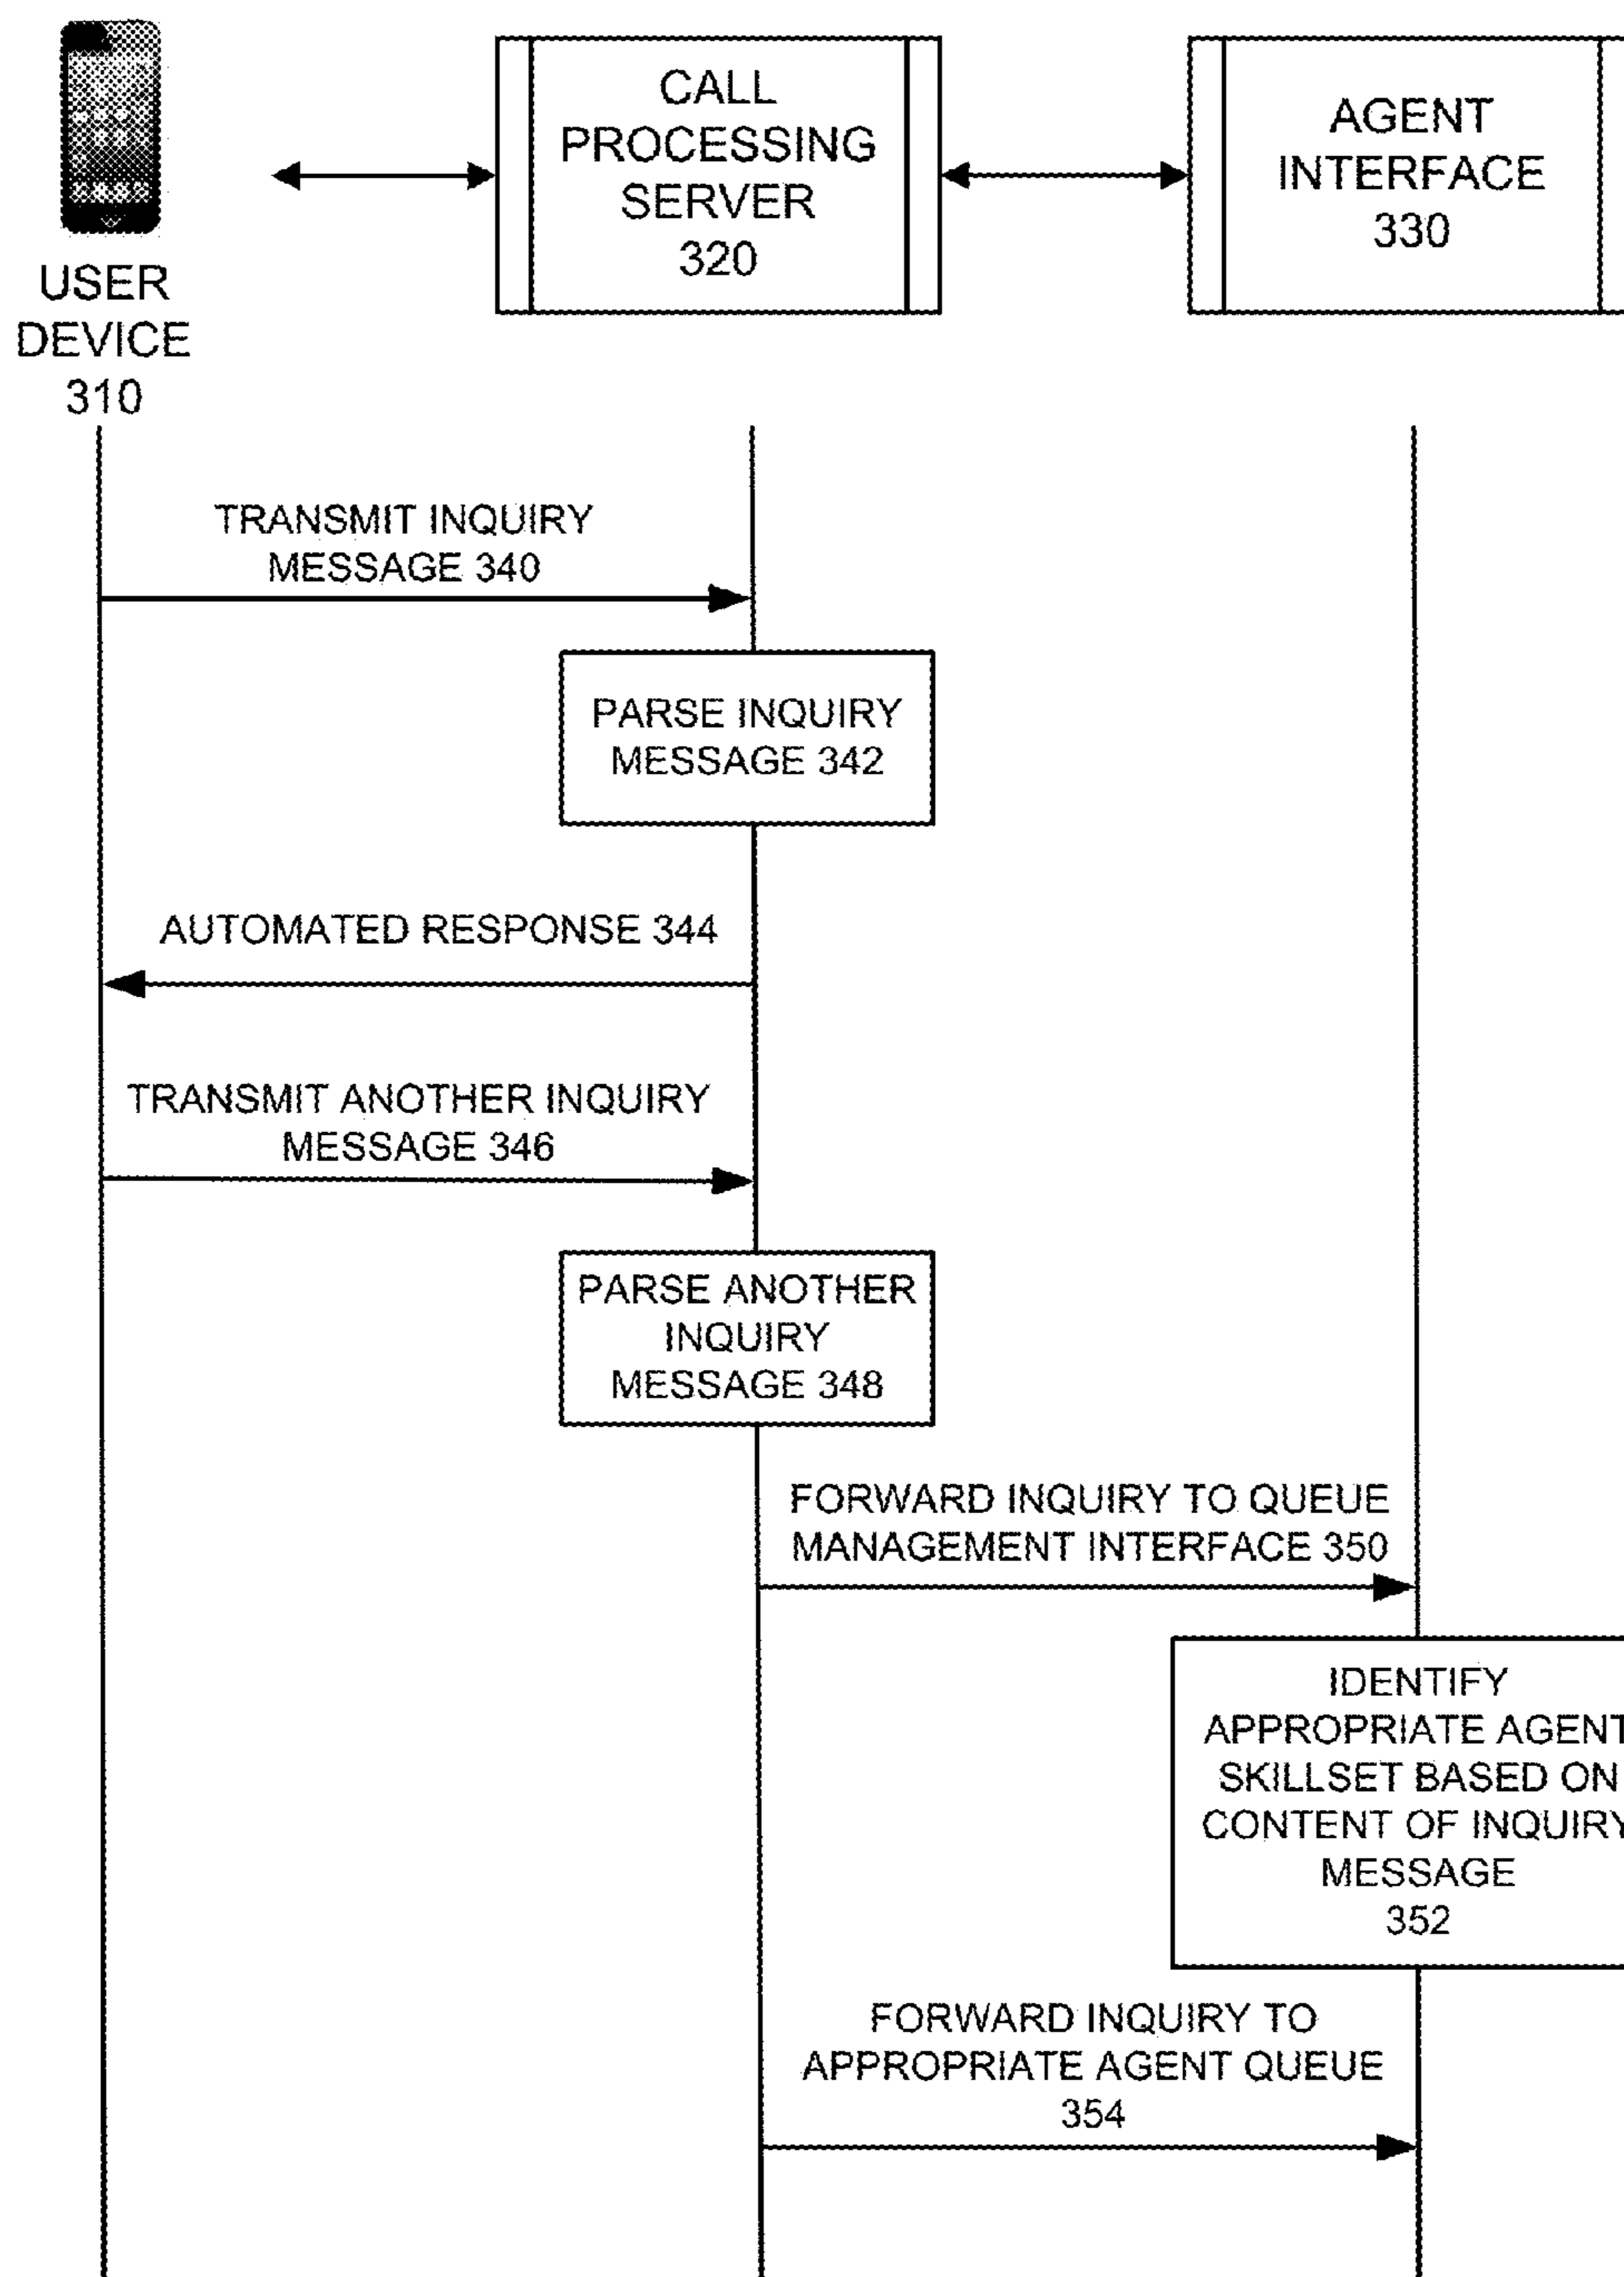 USER
DEVICE
310
CALL
PROCESSING
SERVER
320
AGENT
INTERFACE
330
TRANSMIT INQUIRY
MESSAGE 340
PARSE INQUIRY
MESSAGE 342
AUTOMATED RESPONSE 344
TRANSMIT ANOTHER INQUIRY
MESSAGE 346
PARSE ANOTHER
INQUIRY
MESSAGE 348
FORWARD INQUIRY TO QUEUE
MANAGEMENT INTERFACE 350
IDENTIFY
APPROPRIATE AGENT
SKILLSET BASED ON
CONTENT OF INQUIRY
MESSAGE
352
FORWARD INQUIRY TO
APPROPRIATE AGENT QUEUE
354